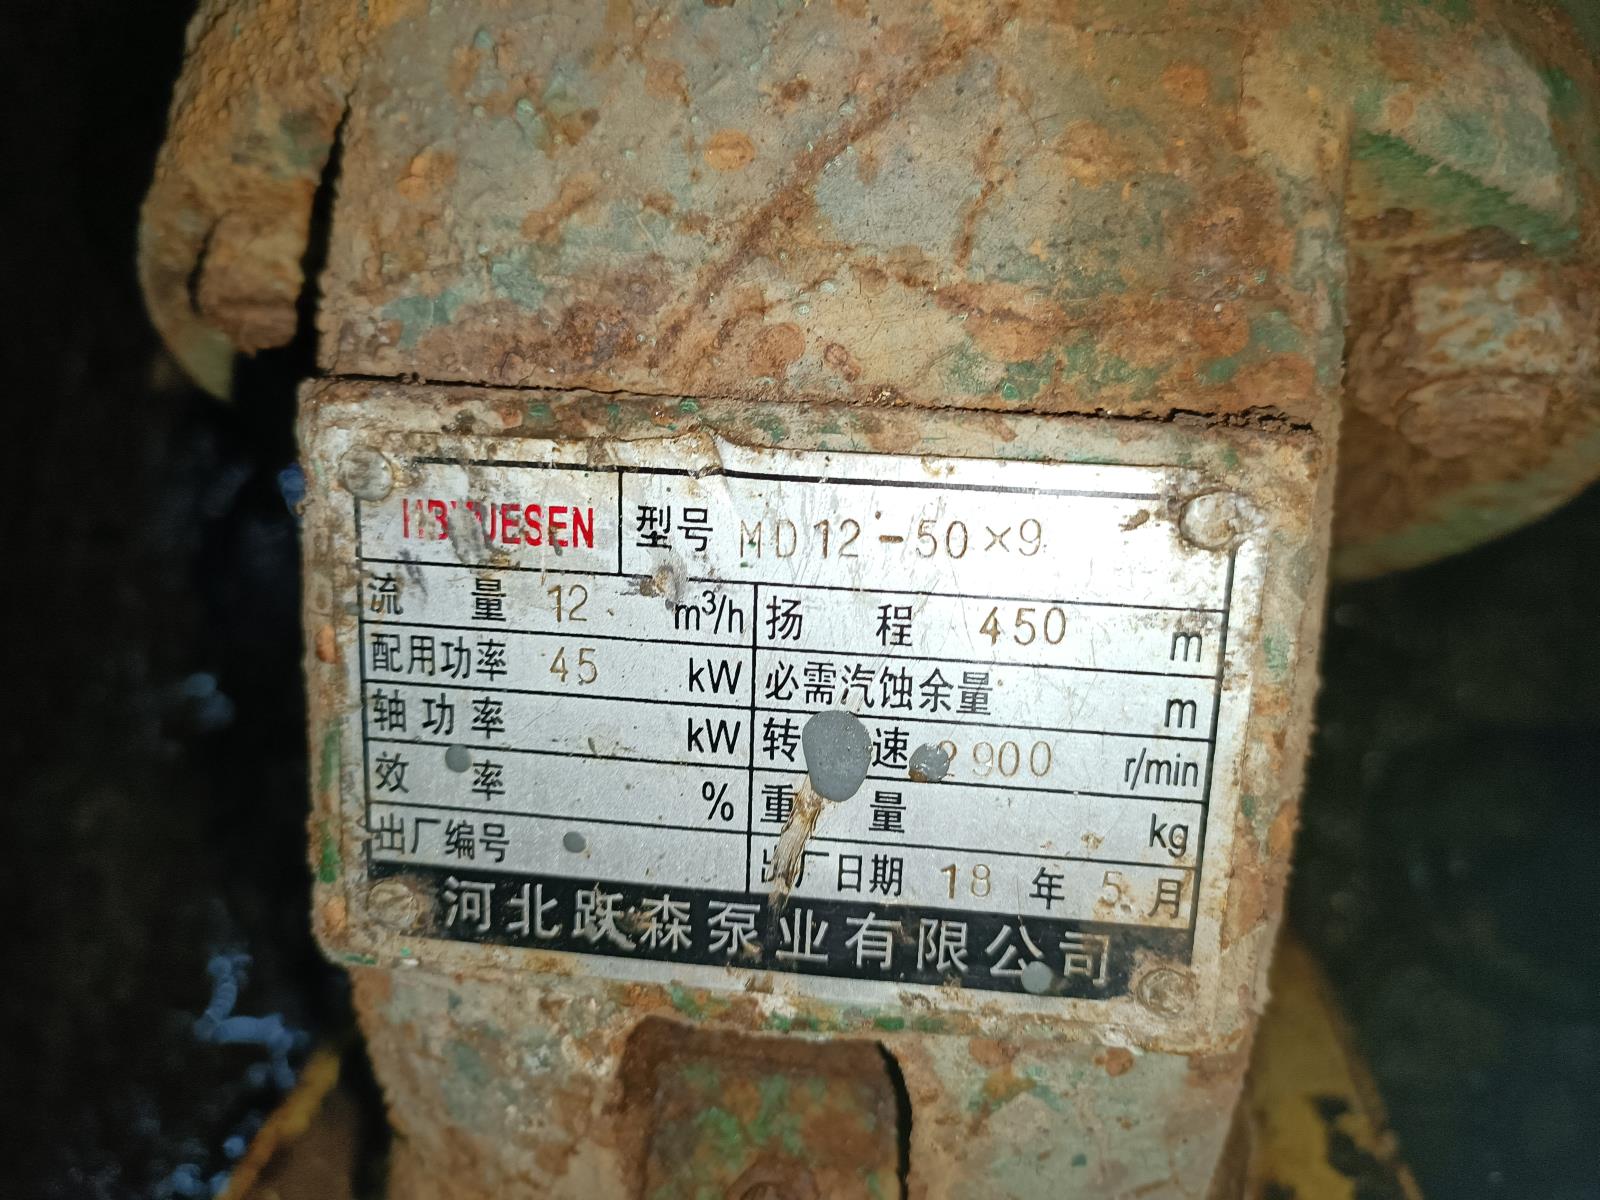 HBYUESEN 型号 MD12-50×9
流量 12 m³/h 扬程 450 m
配用功率 45 kW 必需汽蚀余量 m
轴功率 kW 转速 2900 r/min
效率 % 重量 kg
出厂编号 出厂日期 18 年 5 月
河北跃森泵业有限公司